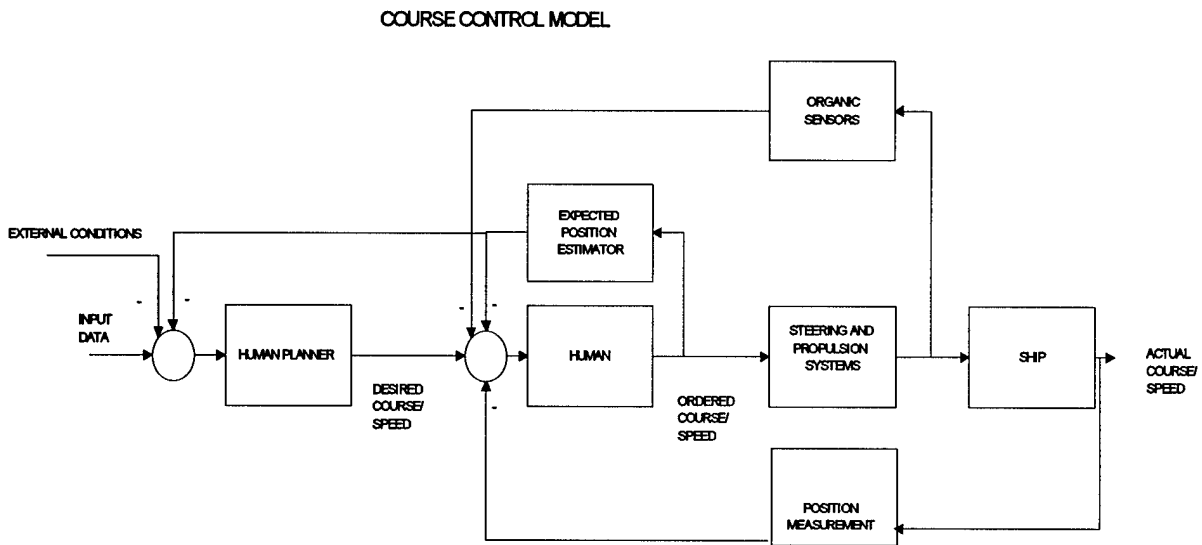 COURSE CONTROL MODEL
ORGANIC
SENSORS
EXPECTED
POSITION
ESTIMATOR
EXTERNAL CONDITIONS
-
-
-
-
INPUT
DATA
HUMAN PLANNER
HUMAN
STEERING AND
PROPULSION
SYSTEMS
SHIP
ACTUAL
COURSE/
SPEED
DESIRED
COURSE/
SPEED
-
ORDERED
COURSE/
SPEED
POSITION
MEASUREMENT